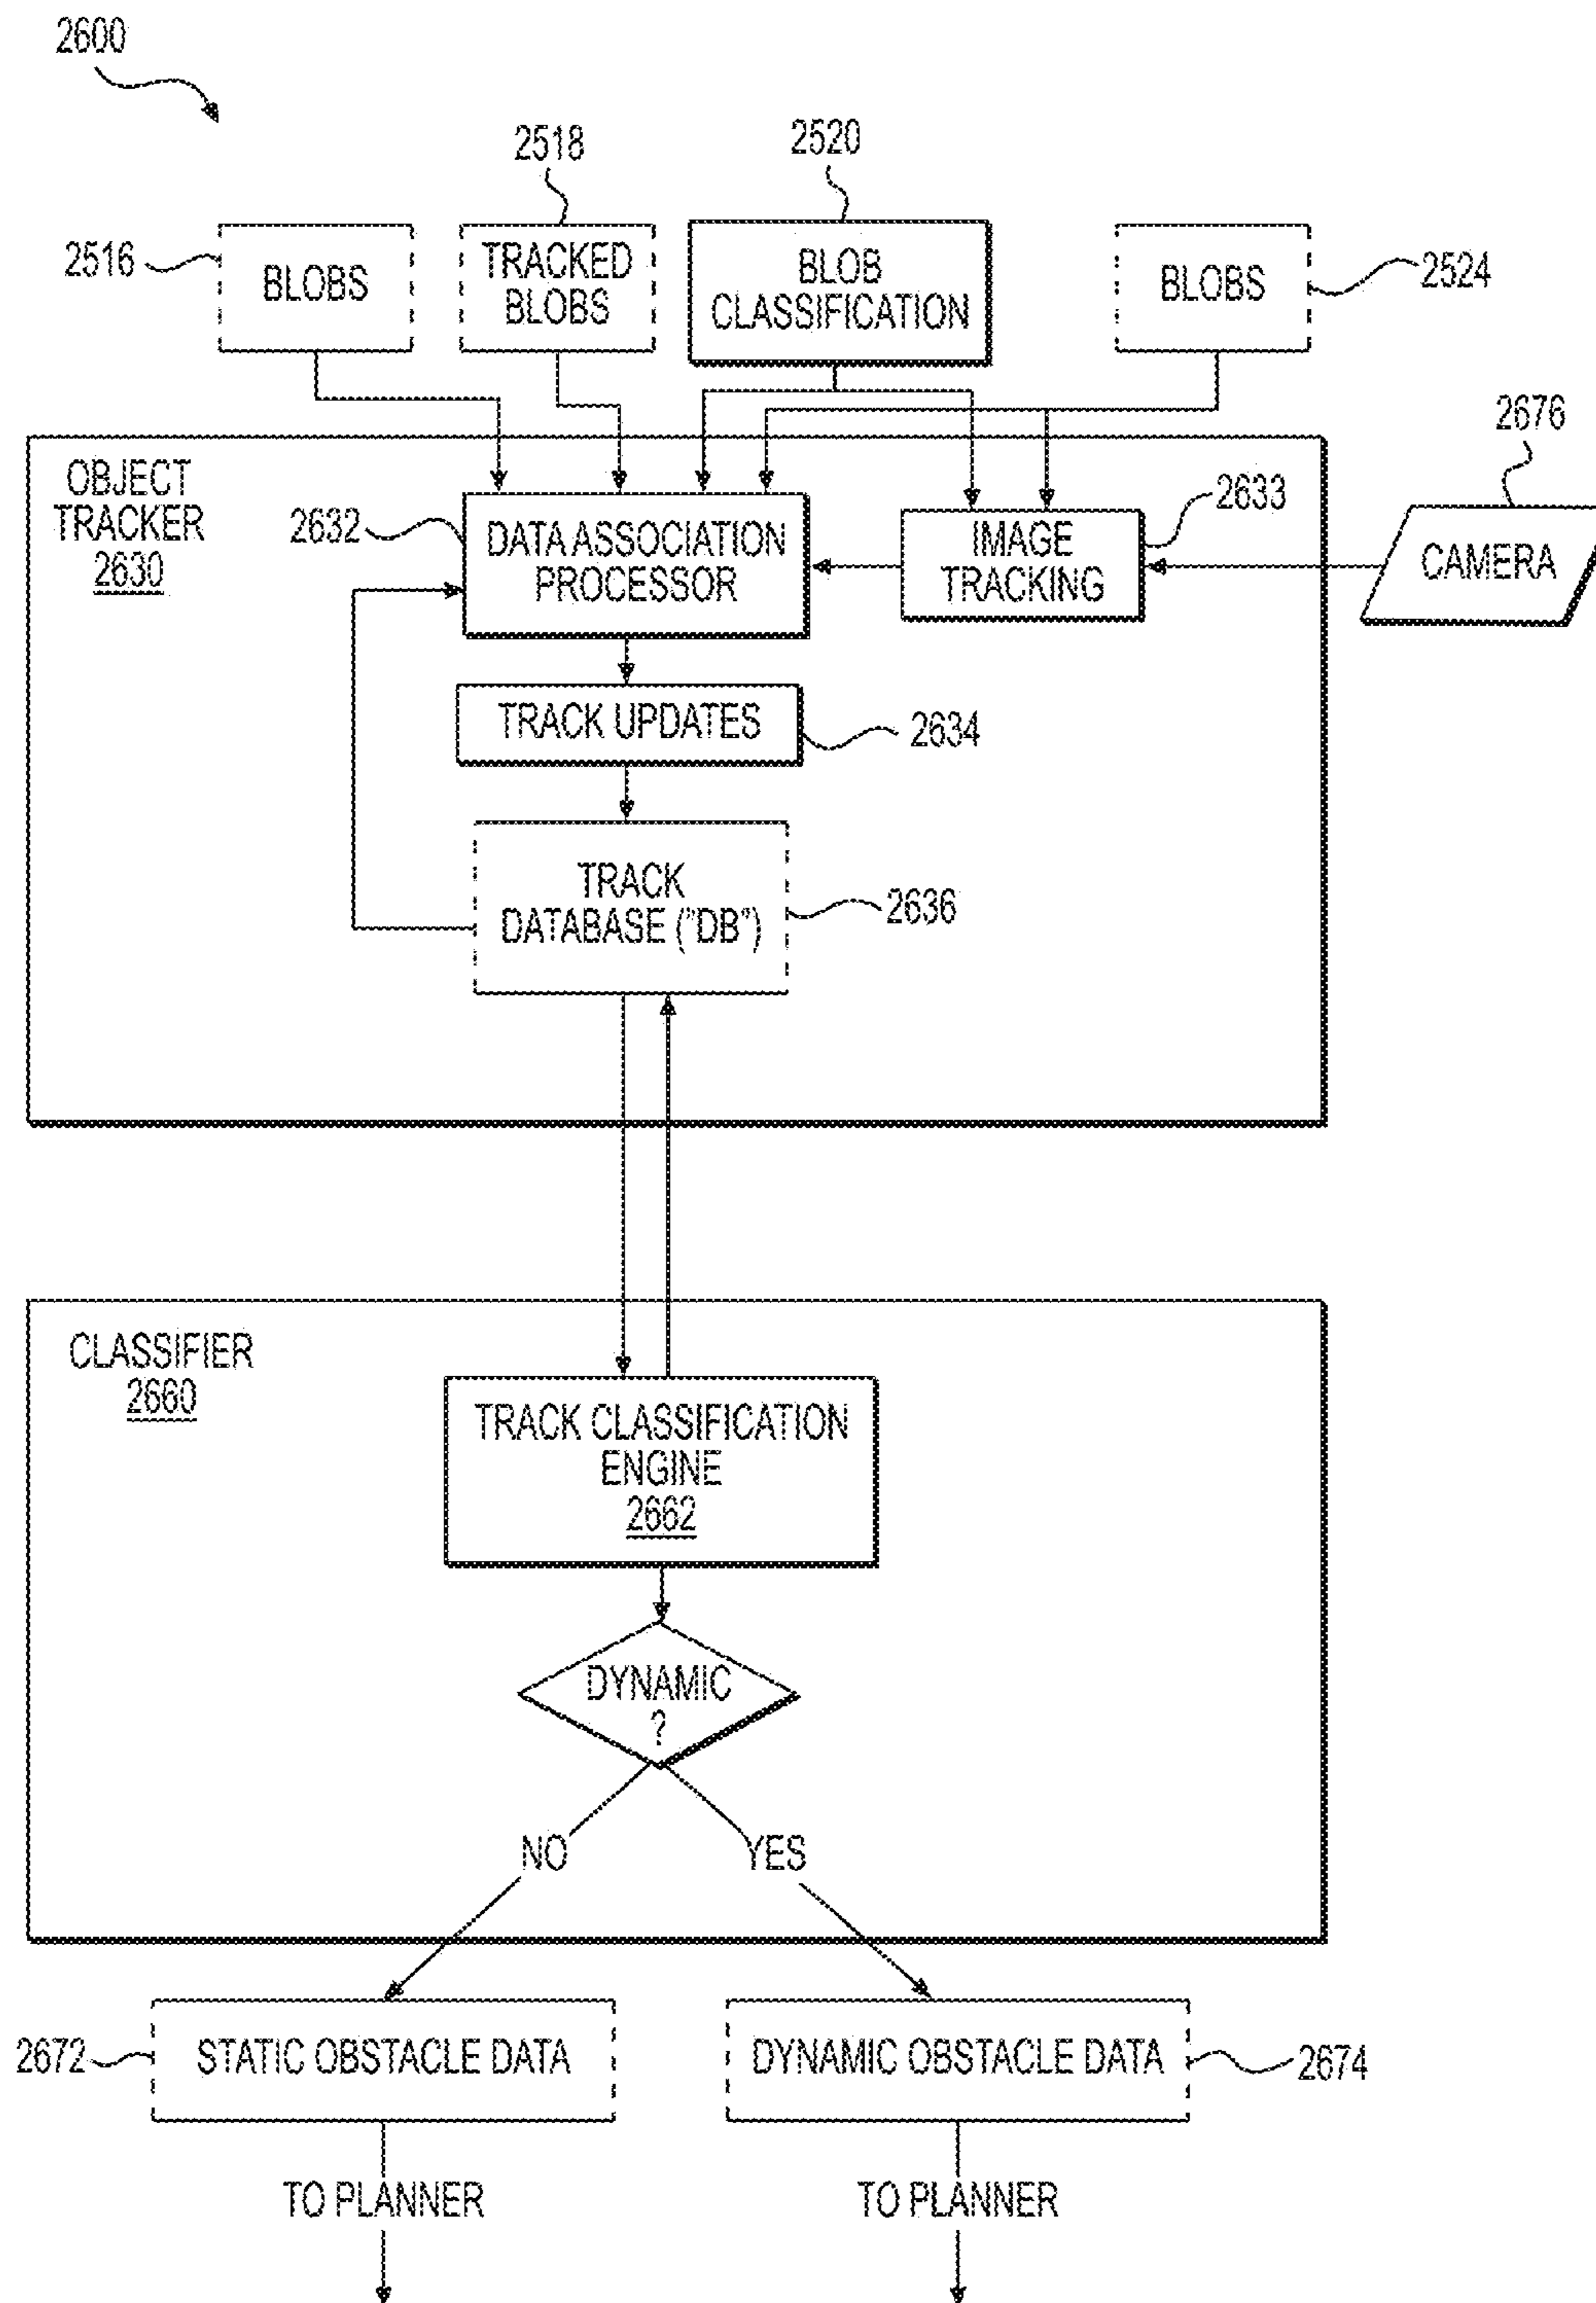 2600
2518
2520
2516
BLOBS
TRACKED
BLOBS
BLOB
CLASSIFICATION
BLOBS
2524
2676
OBJECT
TRACKER
2630
2632
DATA ASSOCIATION
PROCESSOR
IMAGE
TRACKING
2633
CAMERA
TRACK UPDATES
2634
TRACK
DATABASE ("DB")
2636
CLASSIFIER
2660
TRACK CLASSIFICATION
ENGINE
2662
DYNAMIC
?
NO
YES
2672
STATIC OBSTACLE DATA
DYNAMIC OBSTACLE DATA
2674
TO PLANNER
TO PLANNER